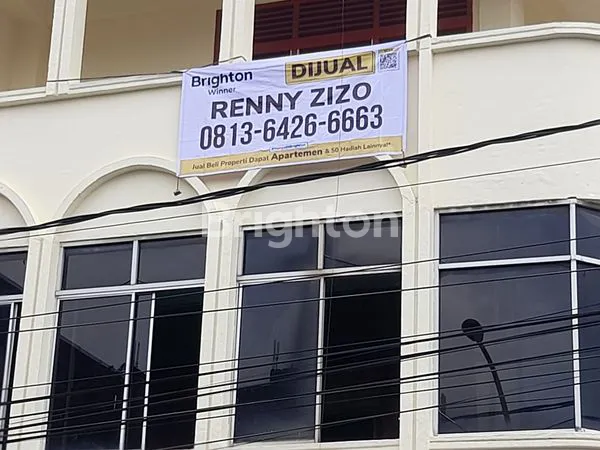 Brighton
Winner
DIJUAL
RENNY ZIZO
0813-6426-6663
Jual Beli Properti Dapat Apartemen & 50 Hadiah Lainnya!*
Brighton